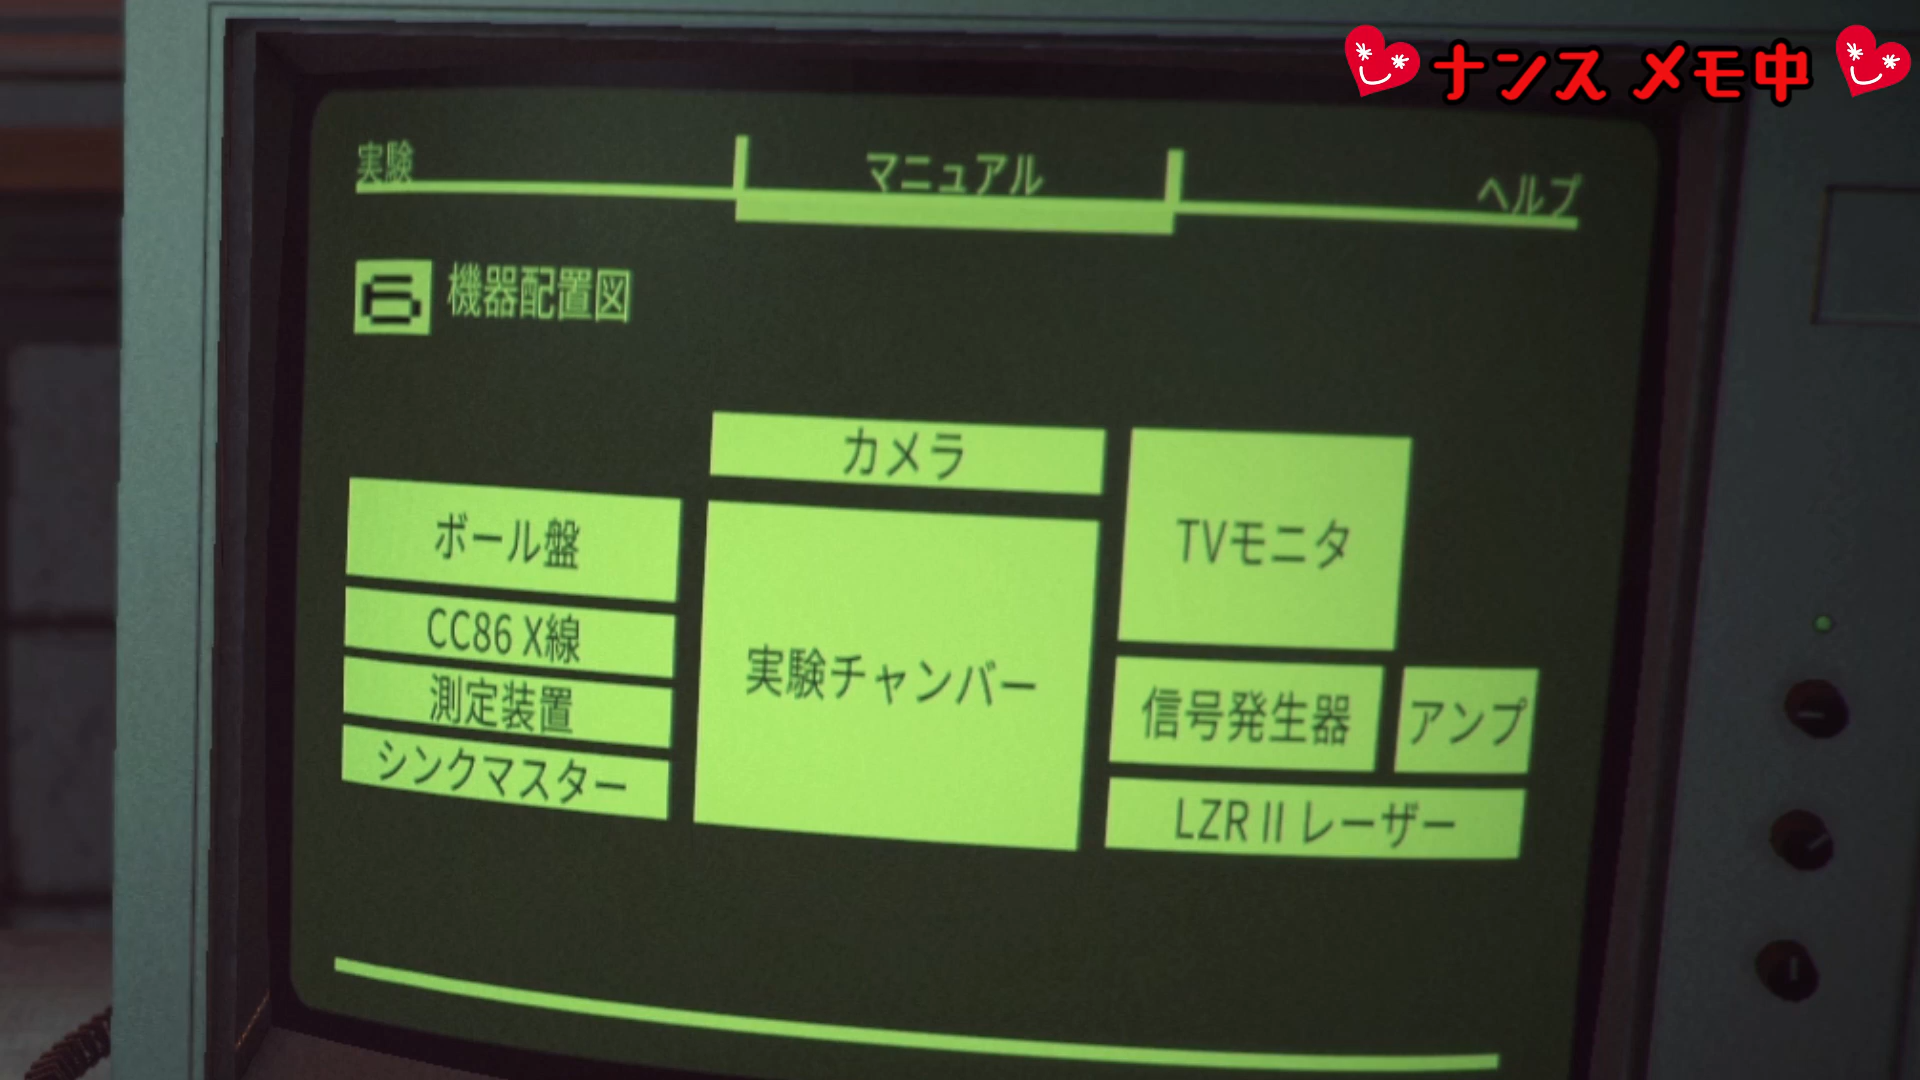 ナンス メモ中
実験
マニュアル
ヘルプ
6 機器配置図
カメラ
TVモニタ
ボール盤
CC86 X線
測定装置
シンクマスター
実験チャンバー
信号発生器
アンプ
LZR II レーザー